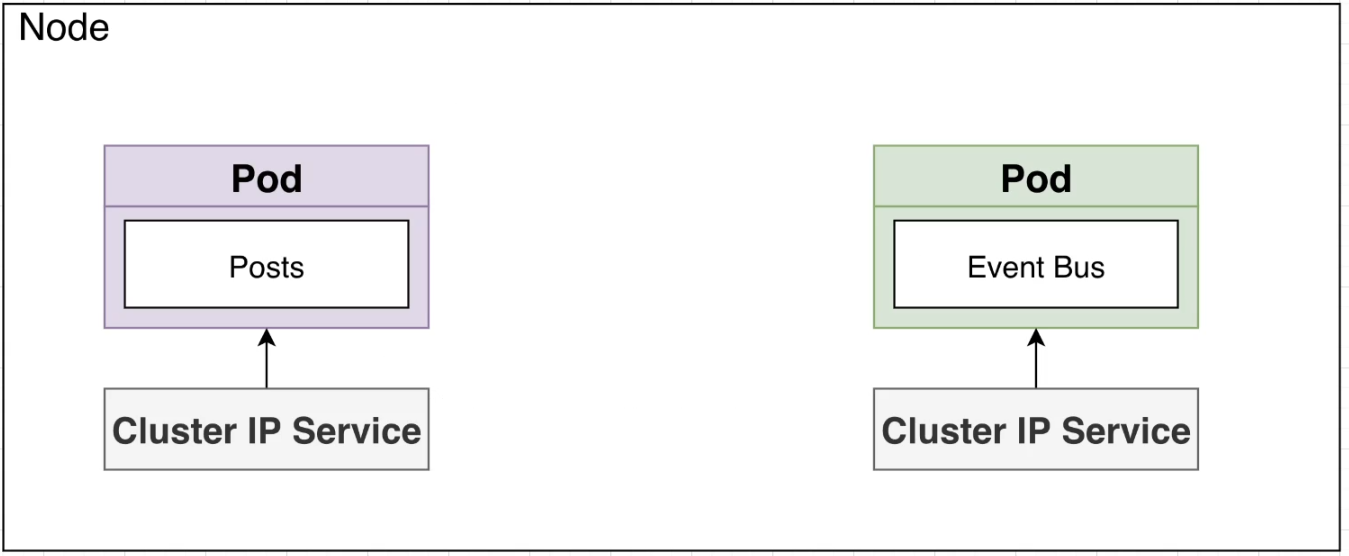 Node
Pod
Posts
Cluster IP Service
Pod
Event Bus
Cluster IP Service